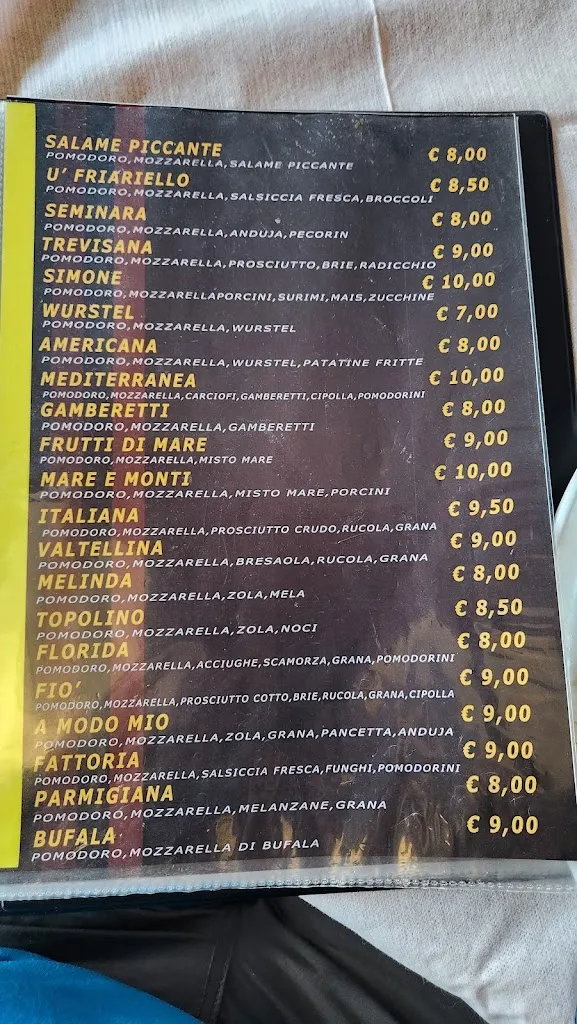 SALAME PICCANTE € 8,00
POMODORO,MOZZARELLA,SALAME PICCANTE
U' FRIARIELLO € 8,50
POMODORO,MOZZARELLA,SALSICCIA FRESCA,BROCCOLI
SEMINARA € 8,00
POMODORO,MOZZARELLA,ANDUJA,PECORIN
TREVISANA € 9,00
POMODORO,MOZZARELLA,PROSCIUTTO,BRIE,RADICCHIO
SIMONE € 10,00
POMODORO,MOZZARELLAPORCINI,SURIMI,MAIS,ZUCCHINE
WURSTEL € 7,00
POMODORO,MOZZARELLA,WURSTEL
AMERICANA € 8,00
POMODORO,MOZZARELLA,WURSTEL,PATATINE FRITTE
MEDITERRANEA € 10,00
POMODORO,MOZZARELLA,CARCIOFI,GAMBERETTI,CIPOLLA,POMODORINI
GAMBERETTI € 8,00
POMODORO,MOZZARELLA,GAMBERETTI
FRUTTI DI MARE € 9,00
POMODORO,MOZZARELLA,MISTO MARE
MARE E MONTI € 10,00
POMODORO,MOZZARELLA,MISTO MARE,PORCINI
ITALIANA € 9,50
POMODORO,MOZZARELLA,PROSCIUTTO CRUDO,RUCOLA,GRANA
VALTELLINA € 9,00
POMODORO,MOZZARELLA,BRESAOLA,RUCOLA,GRANA
MELINDA € 8,00
POMODORO,MOZZARELLA,ZOLA,MELA
TOPOLINO € 8,50
POMODORO,MOZZARELLA,ZOLA,NOCI
FLORIDA € 8,00
POMODORO,MOZZARELLA,ACCIUGHE,SCAMORZA,GRANA,POMODORINI
FIO' € 9,00
POMODORO,MOZZARELLA,PROSCIUTTO COTTO,BRIE,RUCOLA,GRANA,CIPOLLA
A MODO MIO € 9,00
POMODORO,MOZZARELLA,ZOLA,GRANA,PANCETTA,ANDUJA
FATTORIA € 9,00
POMODORO,MOZZARELLA,SALSICCIA FRESCA,FUNGHI,POMODORINI
PARMIGIANA € 8,00
POMODORO,MOZZARELLA,MELANZANE,GRANA
BUFALA € 9,00
POMODORO,MOZZARELLA DI BUFALA